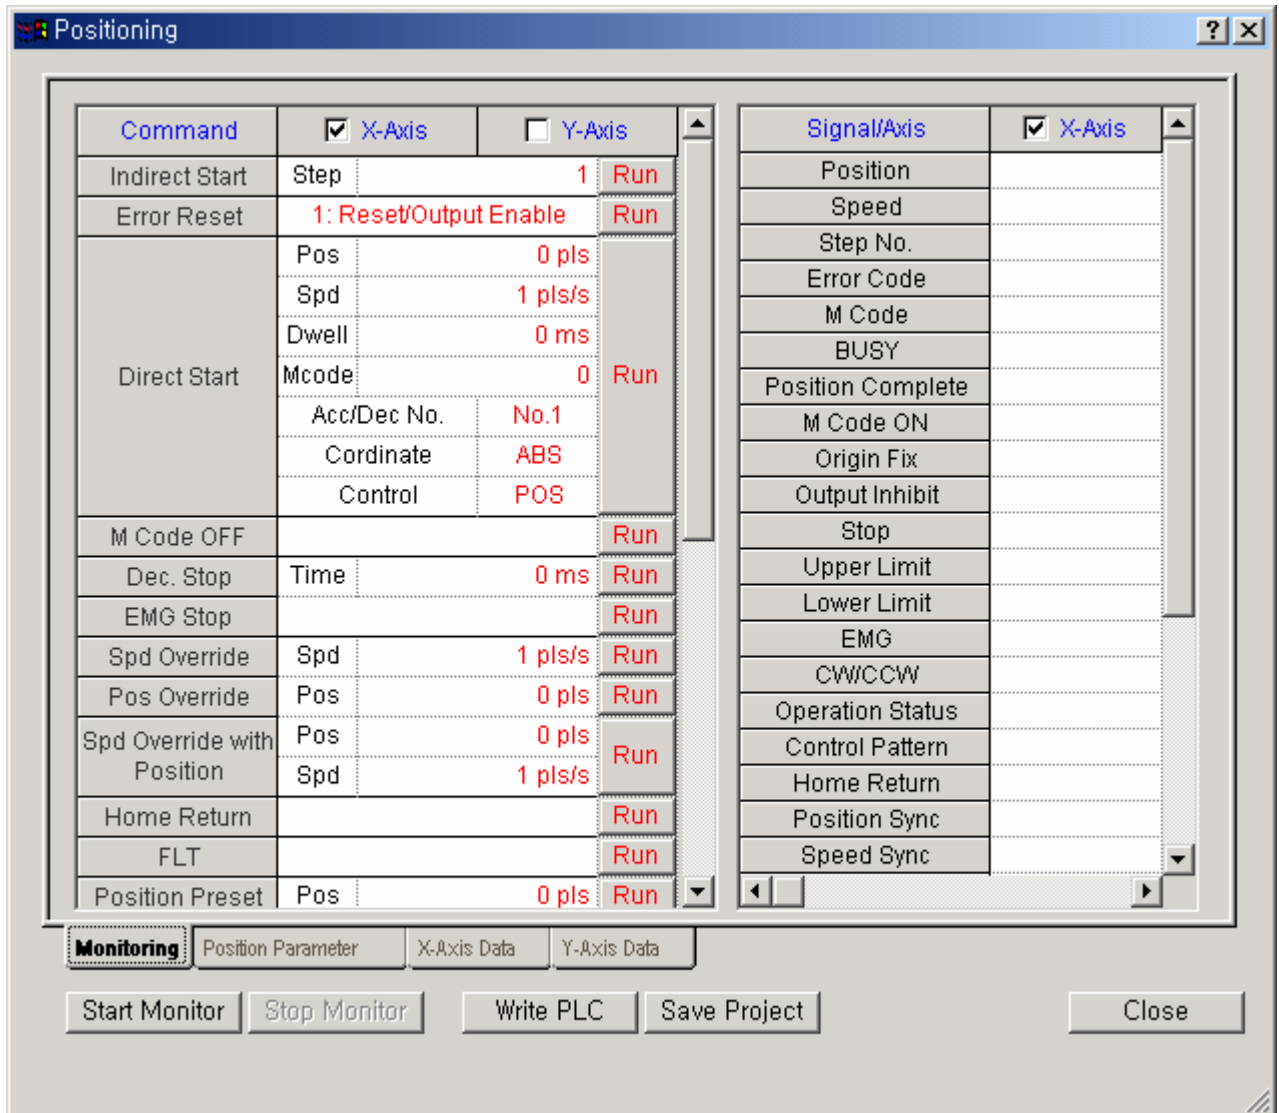 Positioning
Command X-Axis Y-Axis
Indirect Start Step 1 Run
Error Reset 1: Reset/Output Enable Run
Direct Start Run
Pos 0 pls
Spd 1 pls/s
Dwell 0 ms
Mcode 0
Acc/Dec No. No.1
Cordinate ABS
Control POS
M Code OFF Run
Dec. Stop Time 0 ms Run
EMG Stop Run
Spd Override Spd 1 pls/s Run
Pos Override Pos 0 pls Run
Spd Override with
Position
Pos 0 pls
Spd 1 pls/s
Run
Home Return Run
FLT Run
Position Preset Pos 0 pls Run
Signal/Axis X-Axis
Position
Speed
Step No.
Error Code
M Code
BUSY
Position Complete
M Code ON
Origin Fix
Output Inhibit
Stop
Upper Limit
Lower Limit
EMG
CW/CCW
Operation Status
Control Pattern
Home Return
Position Sync
Speed Sync
Monitoring Position Parameter X-Axis Data Y-Axis Data
Start Monitor Stop Monitor Write PLC Save Project Close